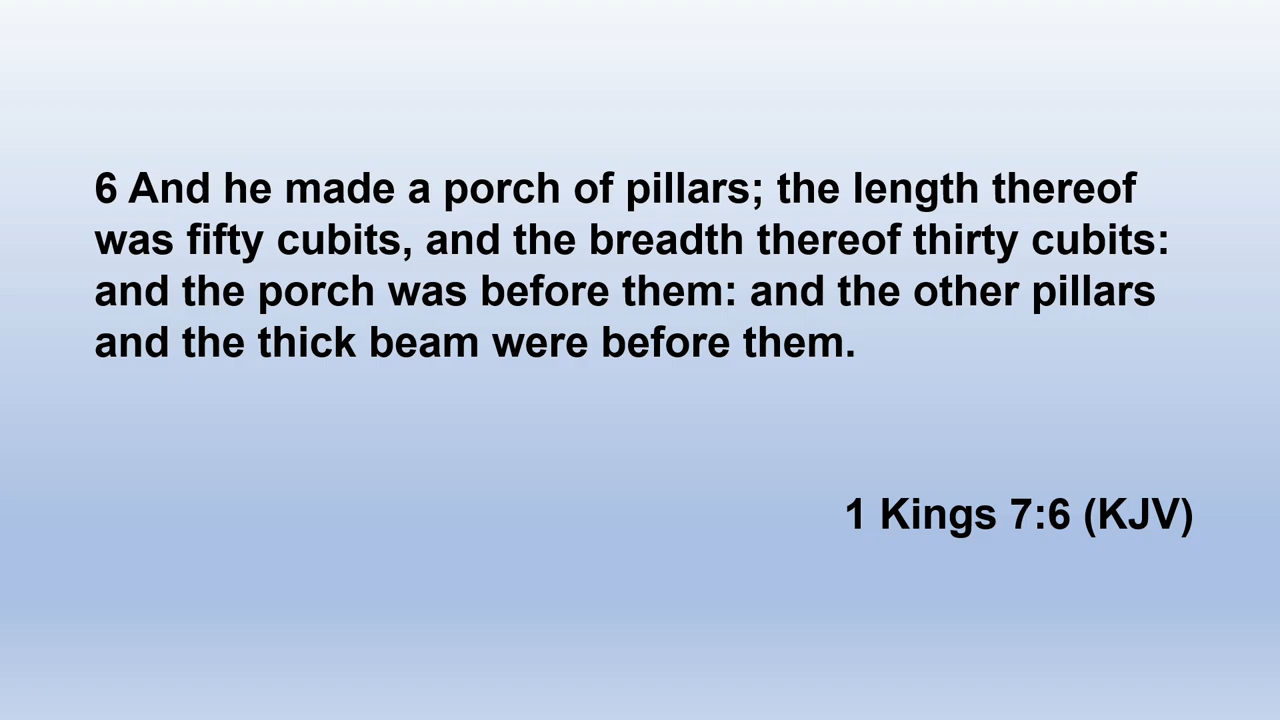 6 And he made a porch of pillars; the length thereof
was fifty cubits, and the breadth thereof thirty cubits:
and the porch was before them: and the other pillars
and the thick beam were before them.
1 Kings 7:6 (KJV)